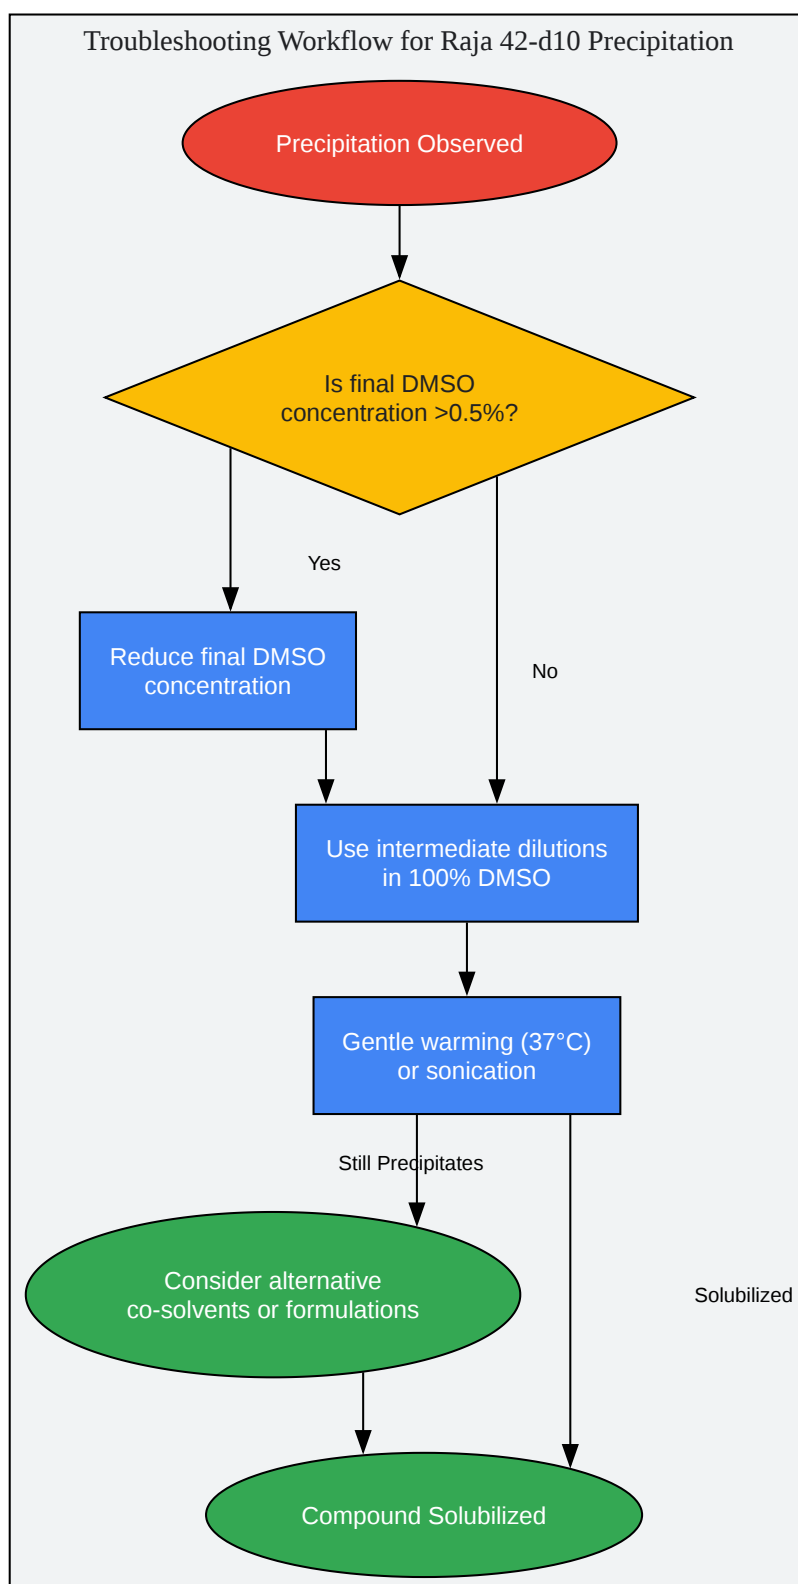 Troubleshooting Workflow for Raja 42-d10 Precipitation
Precipitation Observed
Is final DMSO
concentration >0.5%?
Yes
Reduce final DMSO
concentration
No
Use intermediate dilutions
in 100% DMSO
Gentle warming (37°C)
or sonication
Still Precipitates
Consider alternative
co-solvents or formulations
Solubilized
Compound Solubilized